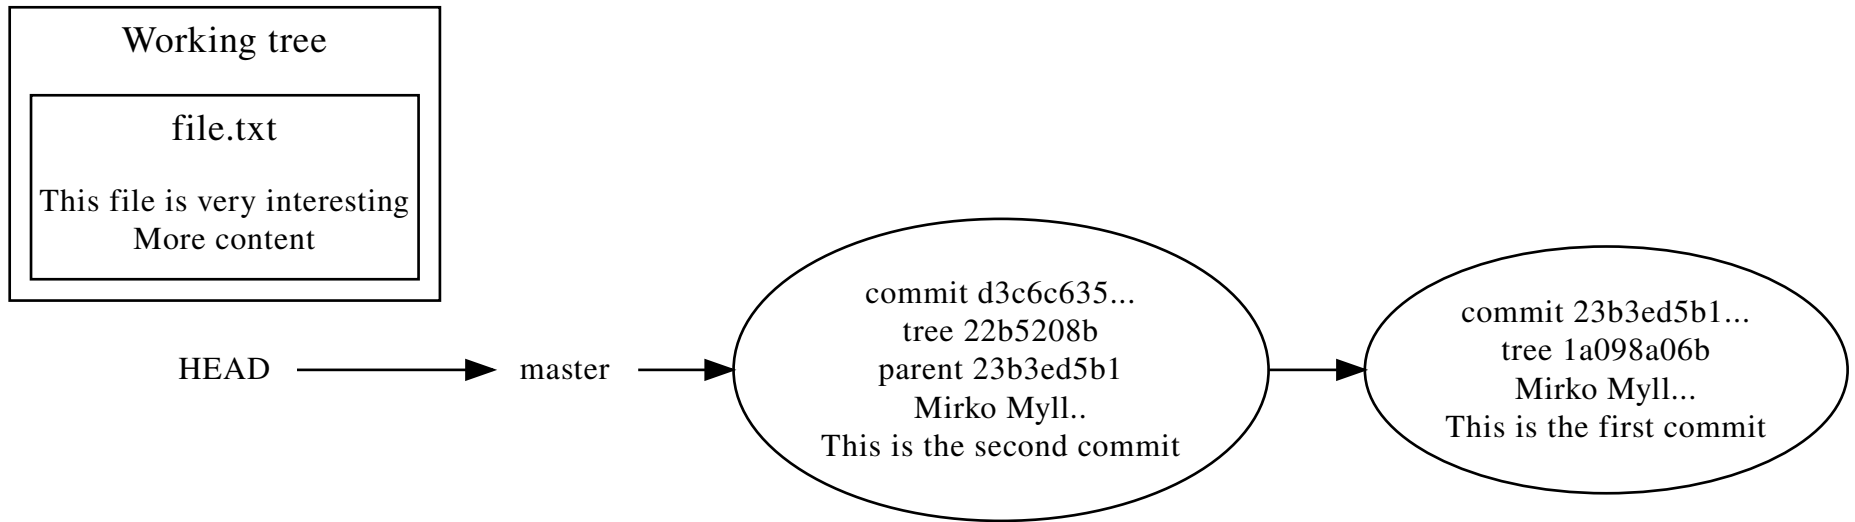 Working tree
file.txt
This file is very interesting
More content
HEAD
master
commit d3c6c635...
tree 22b5208b
parent 23b3ed5b1
Mirko Myll..
This is the second commit
commit 23b3ed5b1...
tree 1a098a06b
Mirko Myll...
This is the first commit